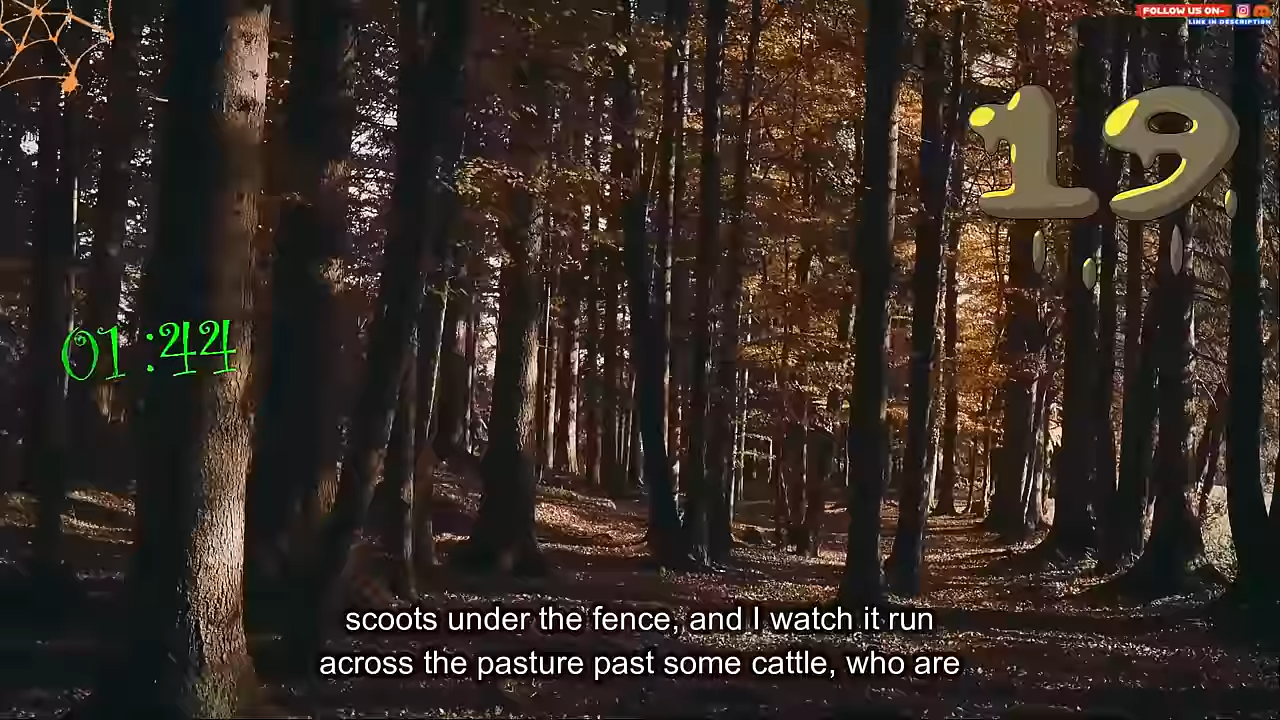 FOLLOW US ON-
LINK IN DESCRIPTION
19
01:44
scoots under the fence, and I watch it run
across the pasture past some cattle, who are